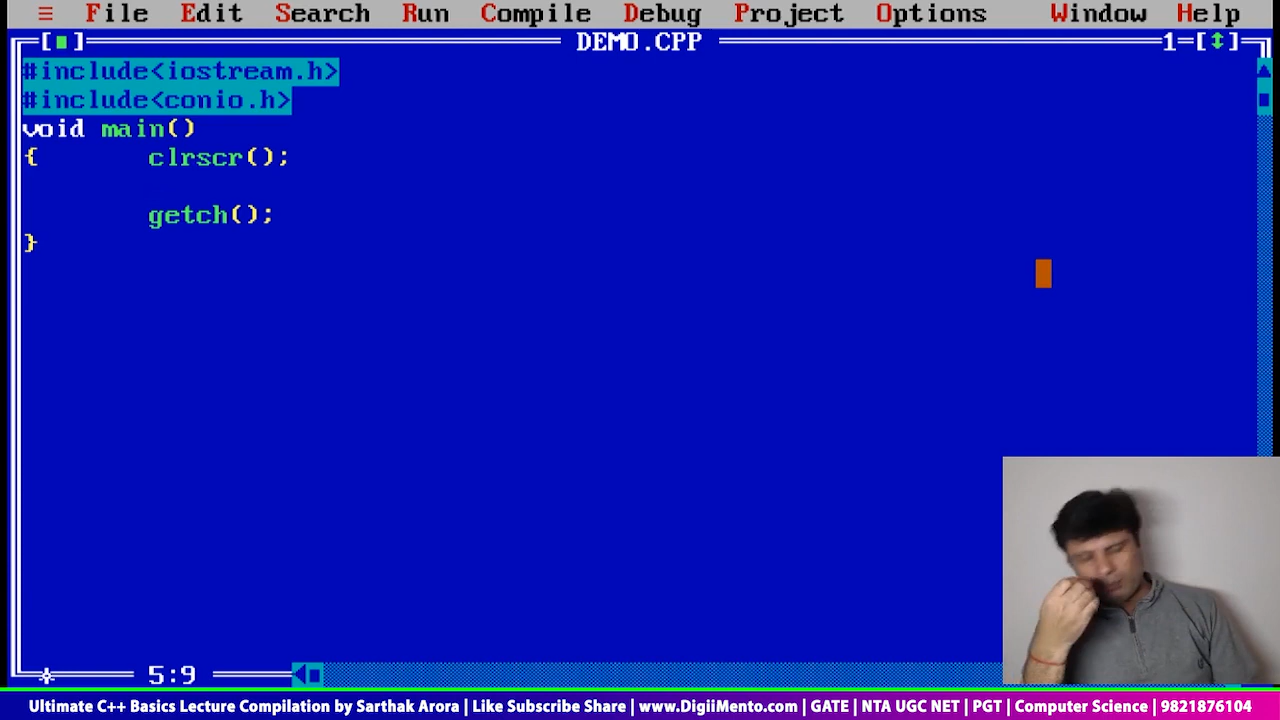 ≡ File Edit Search Run Compile Debug Project Options Window Help
[■] DEMO.CPP 1=[↕]
#include<iostream.h>
#include<conio.h>
void main()
{ clrscr();
getch();
}
5:9
Ultimate C++ Basics Lecture Compilation by Sarthak Arora | Like Subscribe Share | www.DigiiMento.com | GATE | NTA UGC NET | PGT | Computer Science | 9821876104